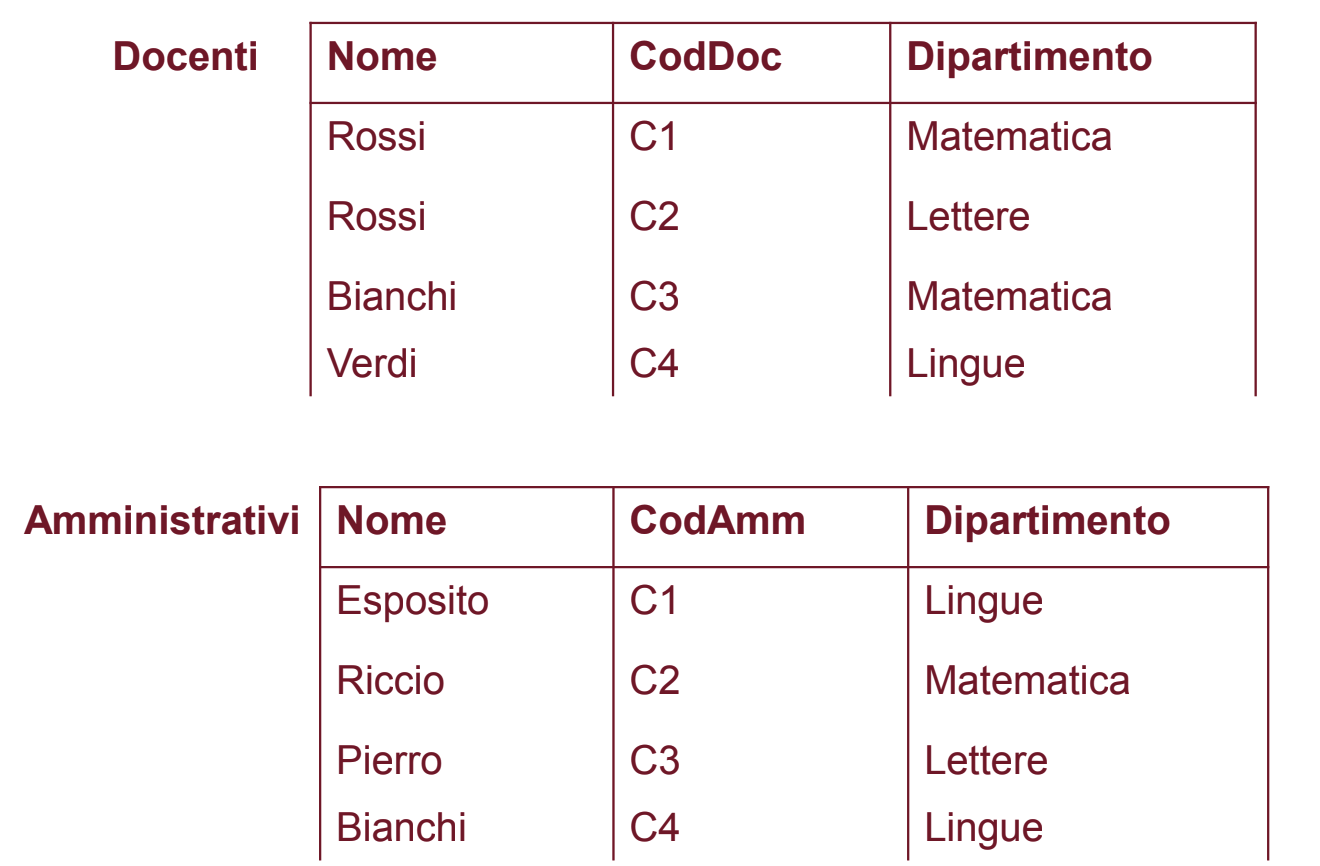 Docenti Nome CodDoc Dipartimento
Rossi C1 Matematica
Rossi C2 Lettere
Bianchi C3 Matematica
Verdi C4 Lingue
Amministrativi Nome CodAmm Dipartimento
Esposito C1 Lingue
Riccio C2 Matematica
Pierro C3 Lettere
Bianchi C4 Lingue